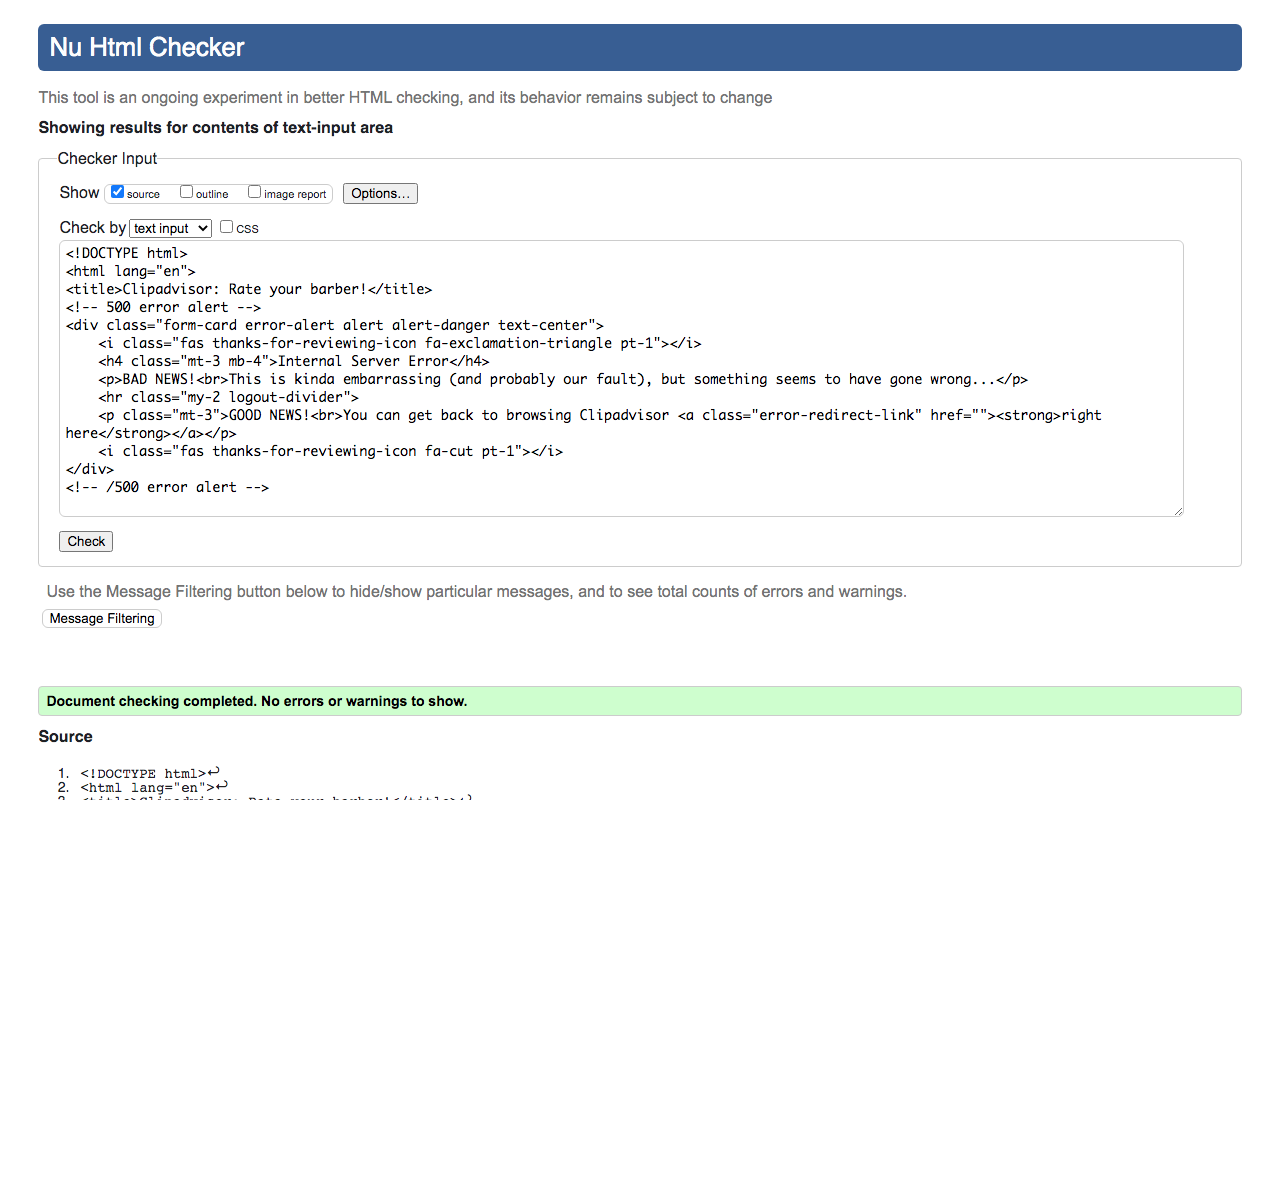 Nu Html Checker
This tool is an ongoing experiment in better HTML checking, and its behavior remains subject to change
Showing results for contents of text-input area
Checker Input
Show source outline image report Options...
Check by text input CSS
<!DOCTYPE html>
<html lang="en">
<title>Clipadvisor: Rate your barber!</title>
<!-- 500 error alert -->
<div class="form-card error-alert alert alert-danger text-center">
    <i class="fas thanks-for-reviewing-icon fa-exclamation-triangle pt-1"></i>
    <h4 class="mt-3 mb-4">Internal Server Error</h4>
    <p>BAD NEWS!<br>This is kinda embarrassing (and probably our fault), but something seems to have gone wrong...</p>
    <hr class="my-2 logout-divider">
    <p class="mt-3">GOOD NEWS!<br>You can get back to browsing Clipadvisor <a class="error-redirect-link" href=""><strong>right
here</strong></a></p>
    <i class="fas thanks-for-reviewing-icon fa-cut pt-1"></i>
</div>
<!-- /500 error alert -->
Check
Use the Message Filtering button below to hide/show particular messages, and to see total counts of errors and warnings.
Message Filtering
Document checking completed. No errors or warnings to show.
Source
1. <!DOCTYPE html>↩
2. <html lang="en">↩
3. <title>Clipadvisor: Rate your barber!</title>↩